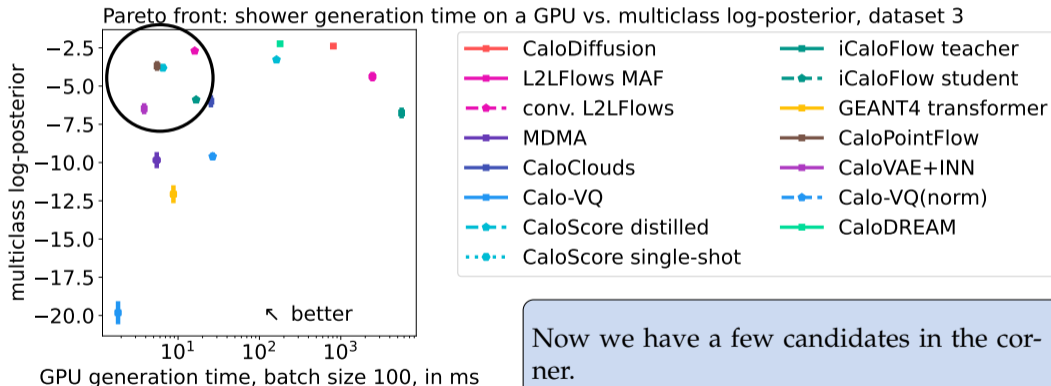 Pareto front: shower generation time on a GPU vs. multiclass log-posterior, dataset 3
multiclass log-posterior
−2.5
−5.0
−7.5
−10.0
−12.5
−15.0
−17.5
−20.0
↖ better
10¹ 10² 10³
GPU generation time, batch size 100, in ms
CaloDiffusion
L2LFlows MAF
conv. L2LFlows
MDMA
CaloClouds
Calo-VQ
CaloScore distilled
CaloScore single-shot
iCaloFlow teacher
iCaloFlow student
GEANT4 transformer
CaloPointFlow
CaloVAE+INN
Calo-VQ(norm)
CaloDREAM
Now we have a few candidates in the cor-
ner.